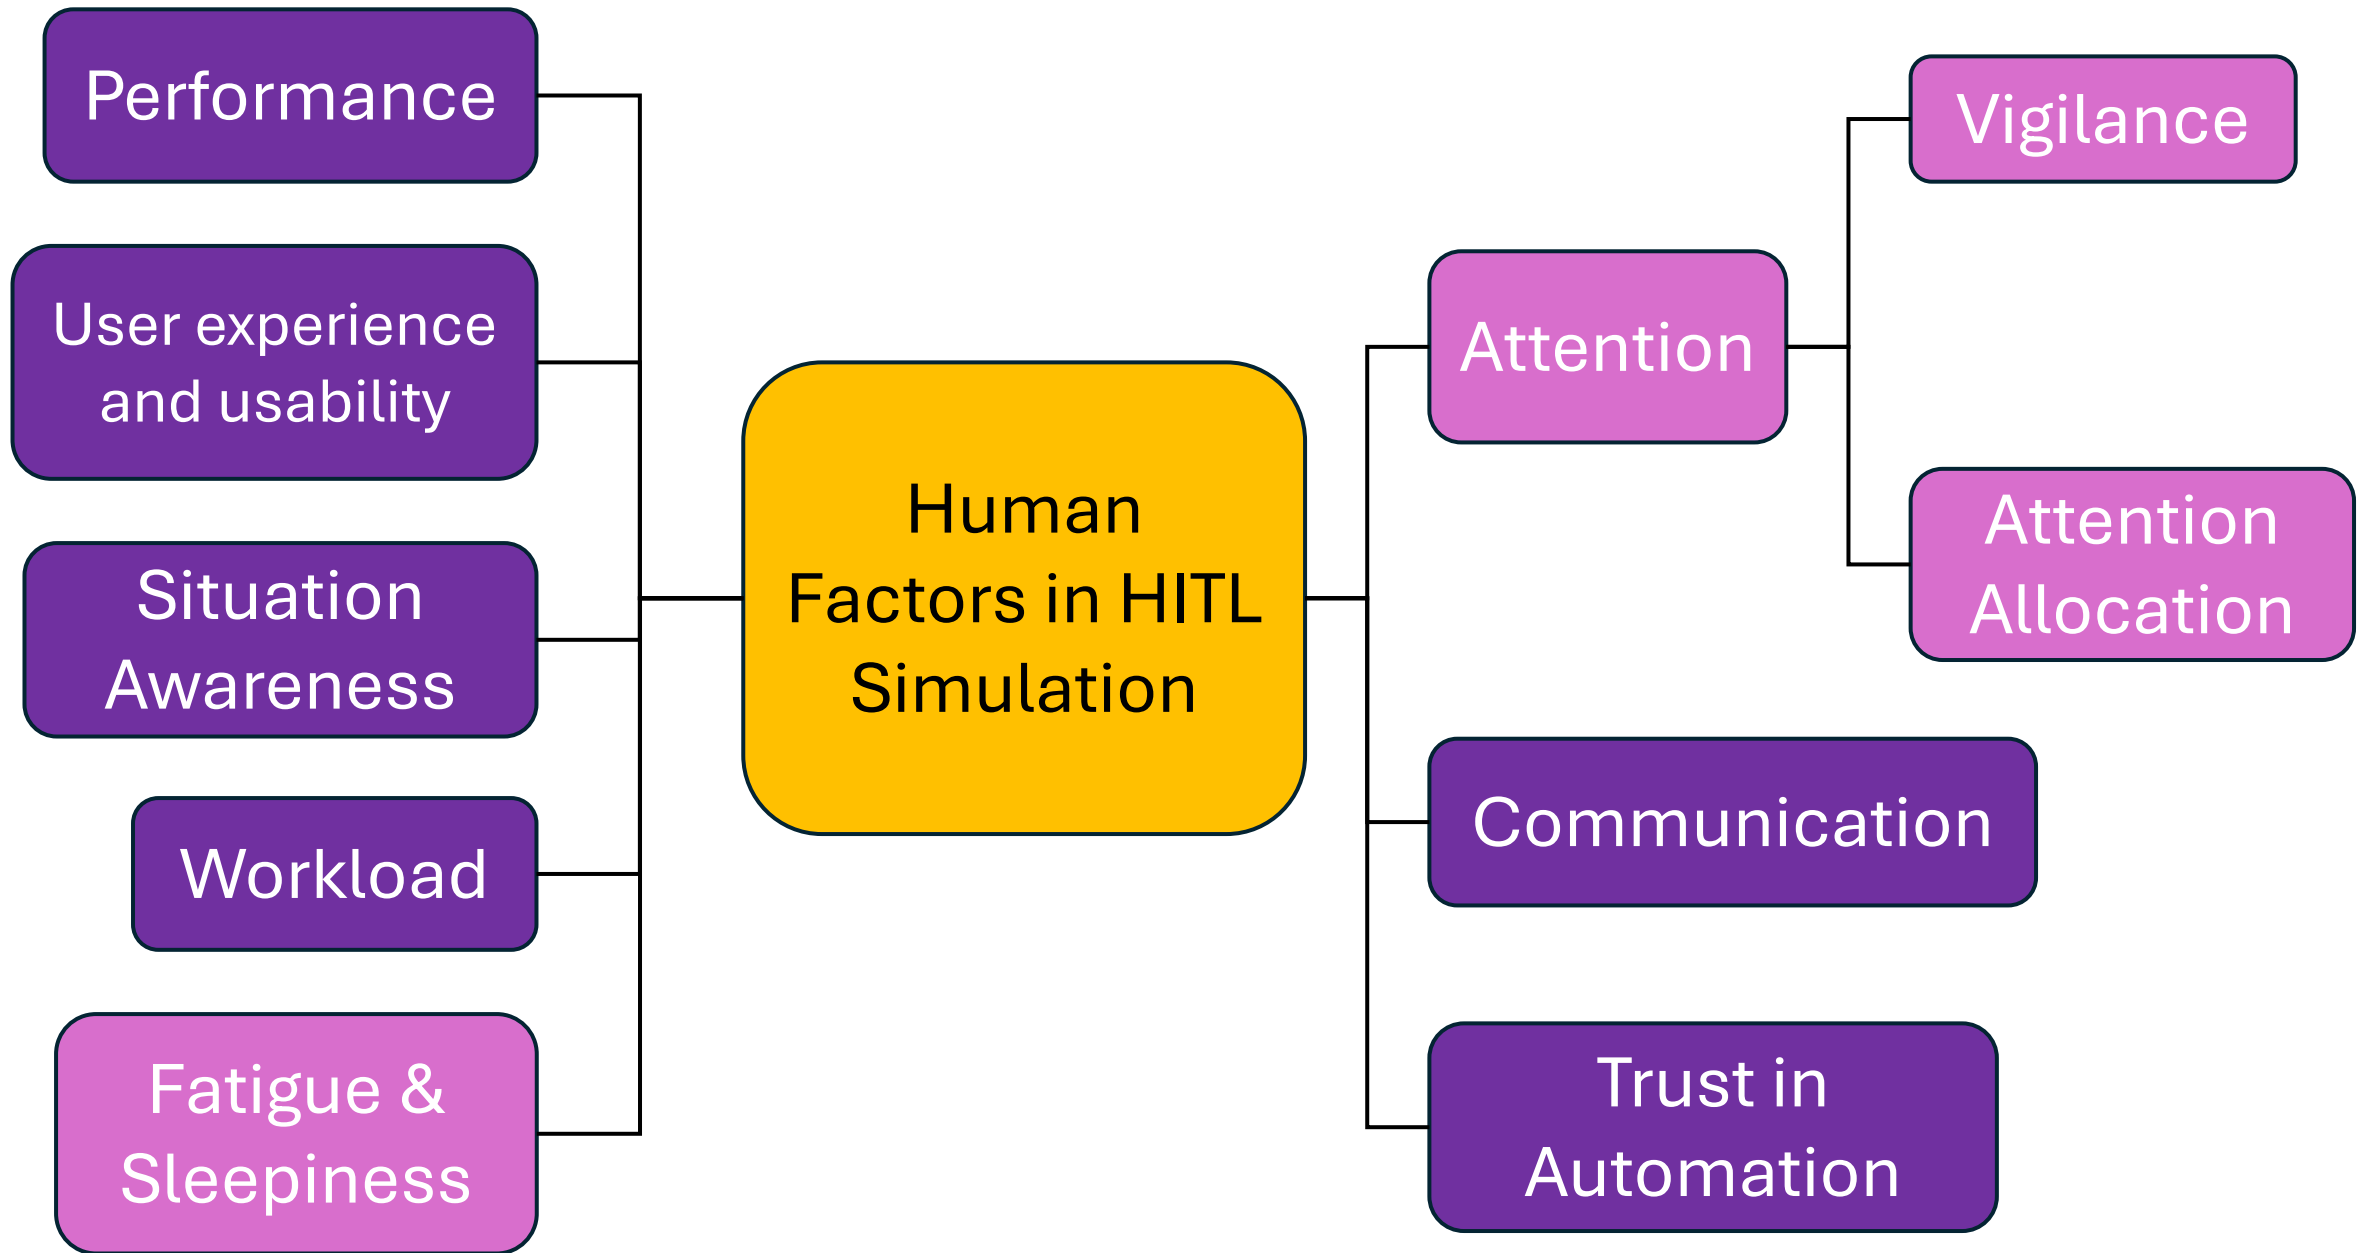 Performance
User experience
and usability
Situation
Awareness
Workload
Fatigue &
Sleepiness
Human
Factors in HITL
Simulation
Attention
Vigilance
Attention
Allocation
Communication
Trust in
Automation